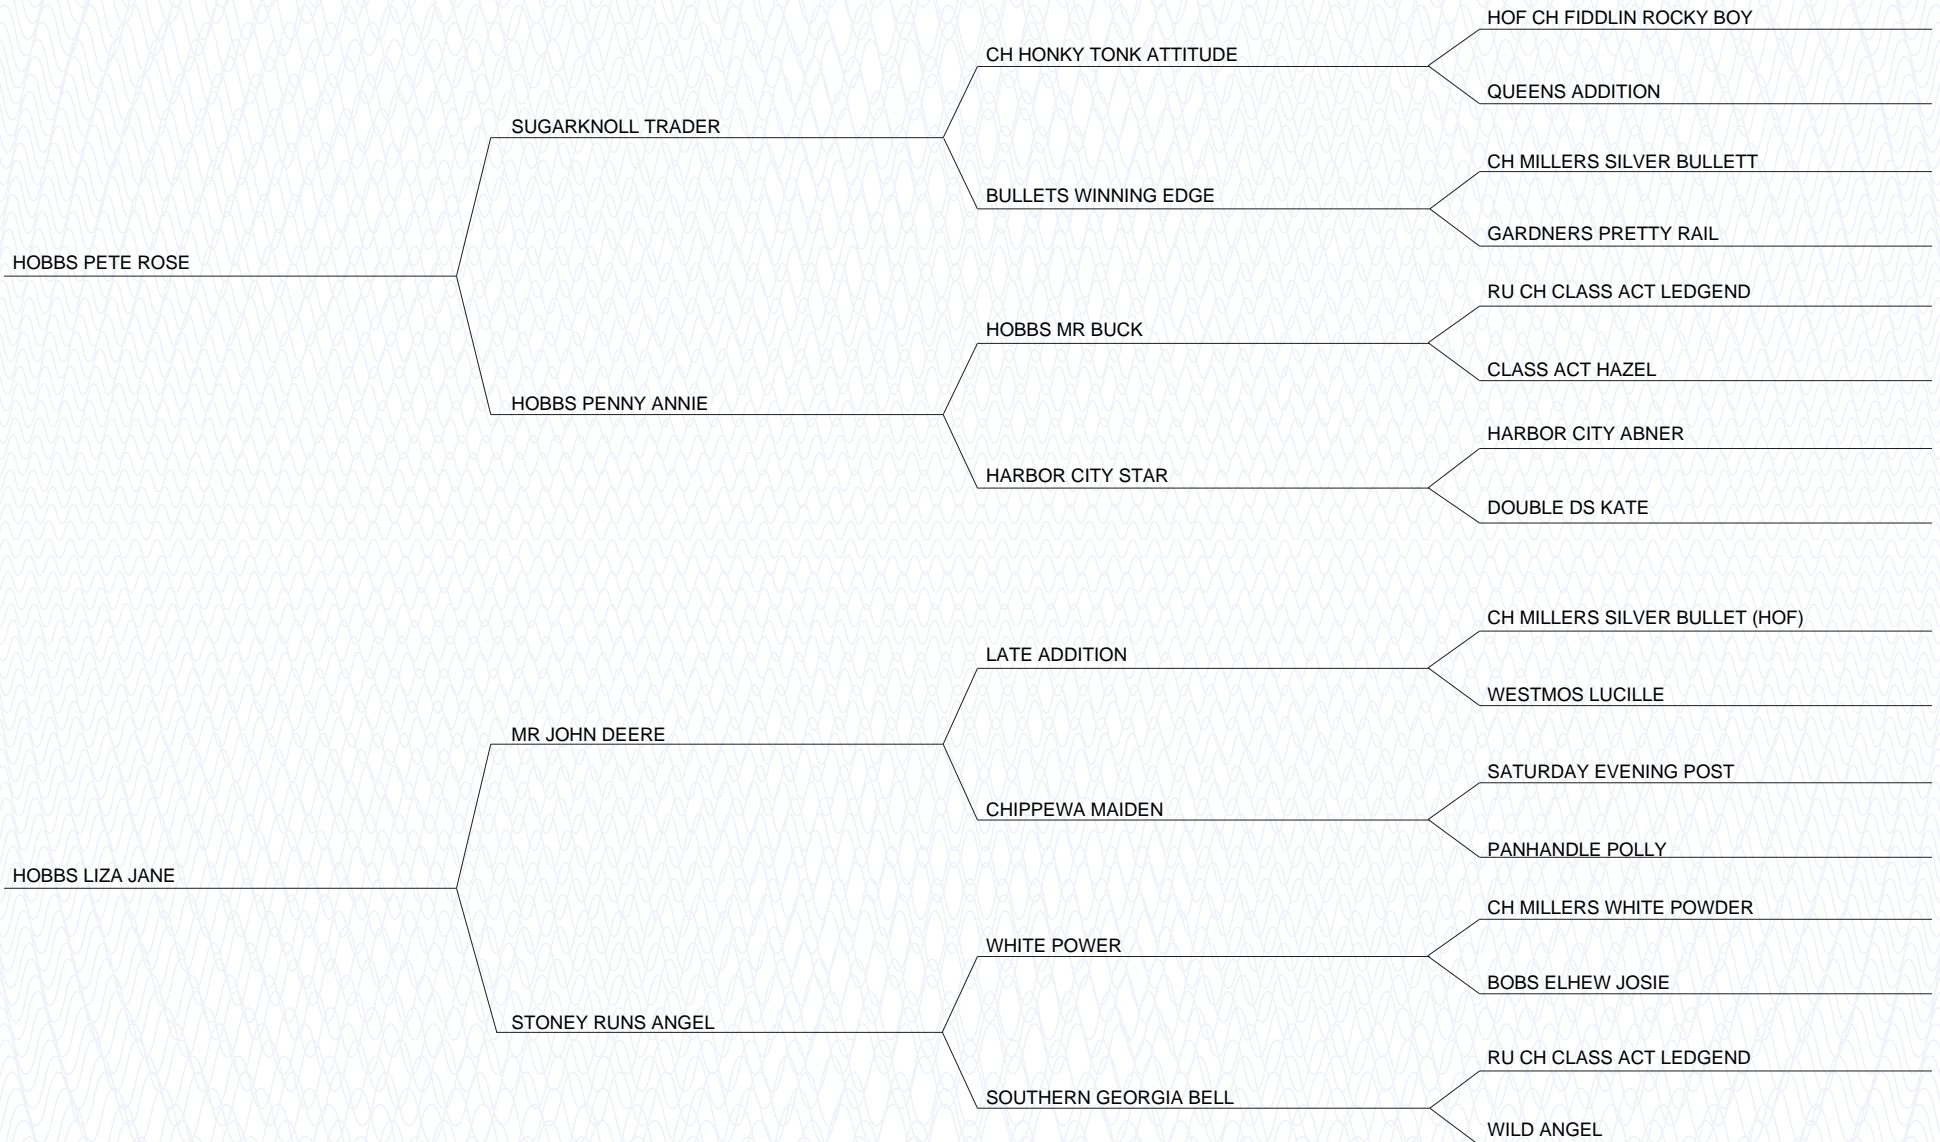 HOF CH FIDDLIN ROCKY BOY
CH HONKY TONK ATTITUDE
QUEENS ADDITION
SUGARKNOLL TRADER
CH MILLERS SILVER BULLETT
BULLETS WINNING EDGE
GARDNERS PRETTY RAIL
HOBBS PETE ROSE
RU CH CLASS ACT LEDGEND
HOBBS MR BUCK
CLASS ACT HAZEL
HOBBS PENNY ANNIE
HARBOR CITY ABNER
HARBOR CITY STAR
DOUBLE DS KATE
CH MILLERS SILVER BULLET (HOF)
LATE ADDITION
WESTMOS LUCILLE
MR JOHN DEERE
SATURDAY EVENING POST
CHIPPEWA MAIDEN
PANHANDLE POLLY
HOBBS LIZA JANE
CH MILLERS WHITE POWDER
WHITE POWER
BOBS ELHEW JOSIE
STONEY RUNS ANGEL
RU CH CLASS ACT LEDGEND
SOUTHERN GEORGIA BELL
WILD ANGEL